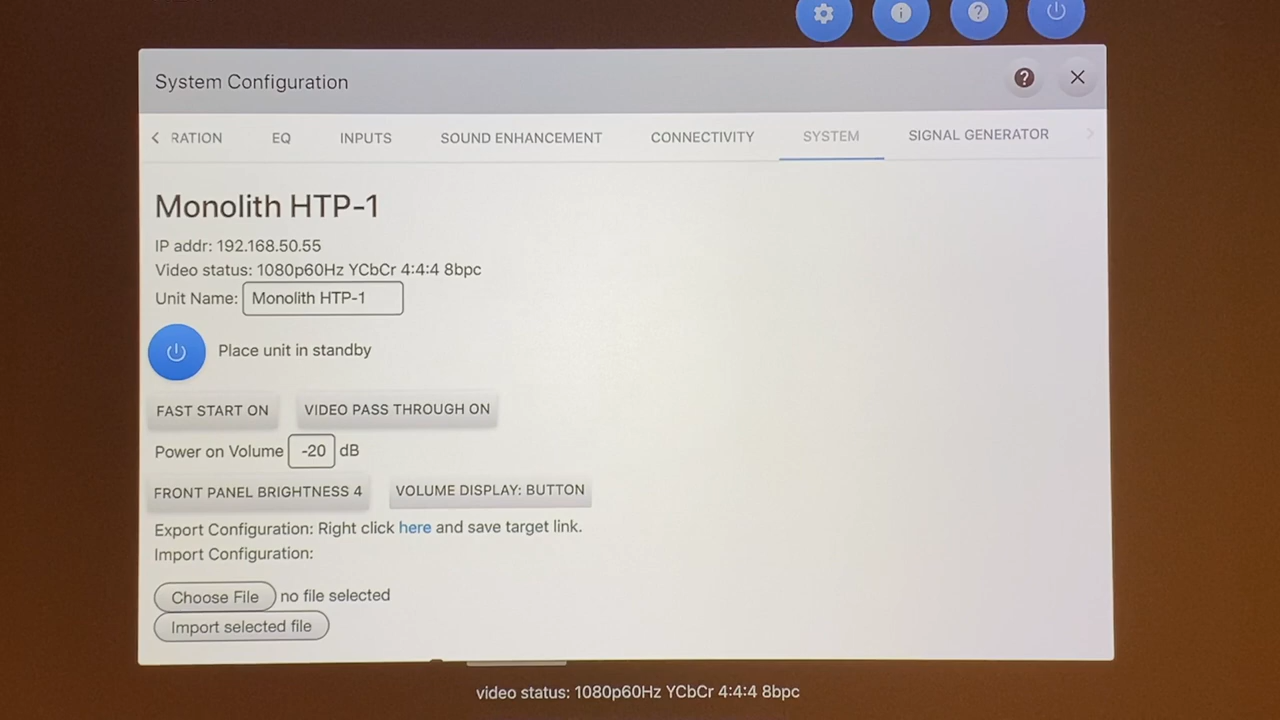 System Configuration
RATION EQ INPUTS SOUND ENHANCEMENT CONNECTIVITY SYSTEM SIGNAL GENERATOR
Monolith HTP-1
IP addr: 192.168.50.55
Video status: 1080p60Hz YCbCr 4:4:4 8bpc
Unit Name: Monolith HTP-1
Place unit in standby
FAST START ON VIDEO PASS THROUGH ON
Power on Volume -20 dB
FRONT PANEL BRIGHTNESS 4 VOLUME DISPLAY: BUTTON
Export Configuration: Right click here and save target link.
Import Configuration:
Choose File no file selected
Import selected file
video status: 1080p60Hz YCbCr 4:4:4 8bpc